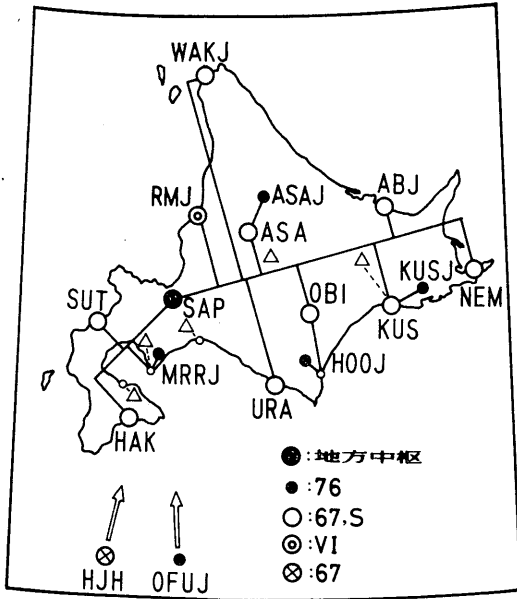 WAKJ
RMJ
ASAJ
ABJ
ASA
KUSJ
SUT
SAP
OBI
NEM
KUS
MRRJ
HOOJ
URA
HAK
:地方中枢
:76
:67,S
:VI
:67
HJH
OFUJ